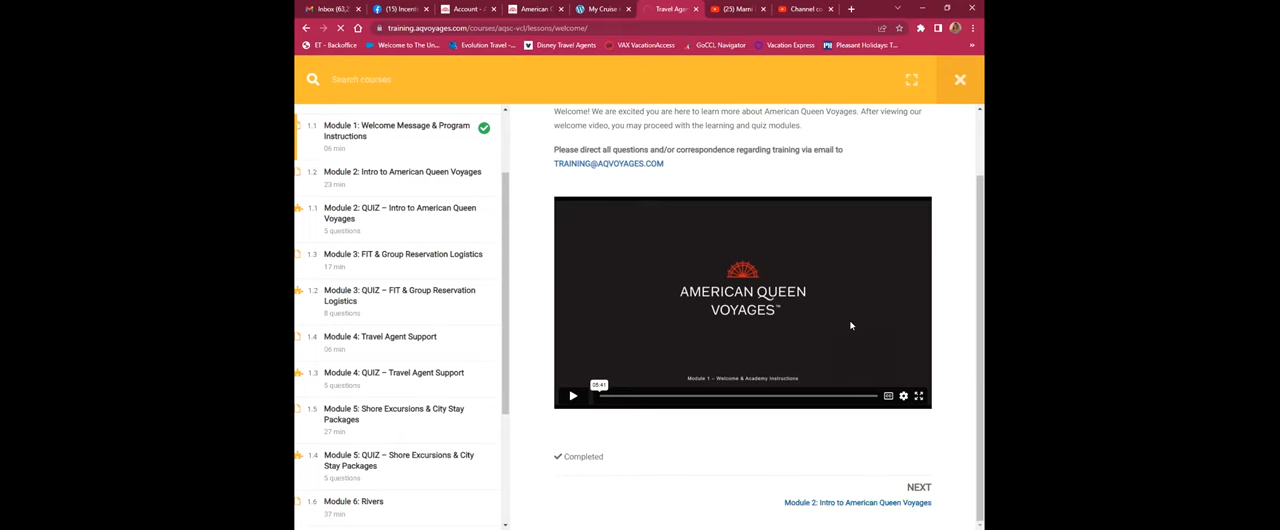 Inbox (63,2
(15) Incenti
Account - A
American Q
My Cruise
Travel Agen
(25) Marni
Channel co
training.aqvoyages.com/courses/aqsc-vcl/lessons/welcome/
ET - Backoffice
Welcome to The Un...
Evolution Travel -...
Disney Travel Agents
VAX VacationAccess
GoCCL Navigator
Vacation Express
Pleasant Holidays: T...
Search courses
1.1 Module 1: Welcome Message & Program
Instructions
06 min
1.2 Module 2: Intro to American Queen Voyages
23 min
1.1 Module 2: QUIZ – Intro to American Queen
Voyages
5 questions
1.3 Module 3: FIT & Group Reservation Logistics
17 min
1.2 Module 3: QUIZ – FIT & Group Reservation
Logistics
8 questions
1.4 Module 4: Travel Agent Support
06 min
1.3 Module 4: QUIZ – Travel Agent Support
5 questions
1.5 Module 5: Shore Excursions & City Stay
Packages
27 min
1.4 Module 5: QUIZ – Shore Excursions & City
Stay Packages
5 questions
1.6 Module 6: Rivers
37 min
Welcome! We are excited you are here to learn more about American Queen Voyages. After viewing our
welcome video, you may proceed with the learning and quiz modules.
Please direct all questions and/or correspondence regarding training via email to
TRAINING@AQVOYAGES.COM
AMERICAN QUEEN
VOYAGES™
Module 1 – Welcome & Academy Instructions
05:41
Completed
NEXT
Module 2: Intro to American Queen Voyages